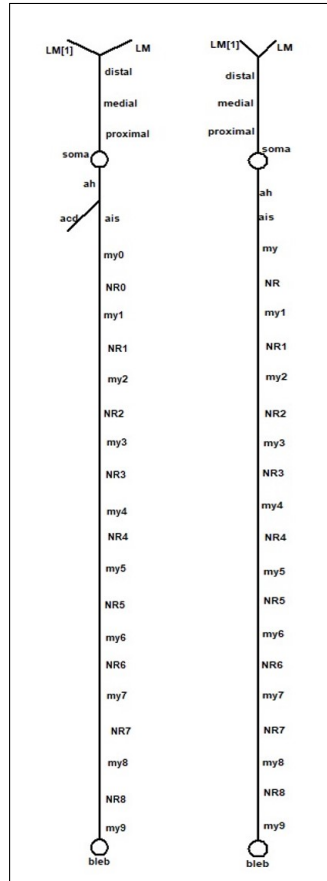 LM[1] LM
distal
medial
proximal
soma
ah
acd ais
my0
NR0
my1
NR1
my2
NR2
my3
NR3
my4
NR4
my5
NR5
my6
NR6
my7
NR7
my8
NR8
my9
bleb
LM[1] LM
distal
medial
proximal
soma
ah
ais
my
NR
my1
NR1
my2
NR2
my3
NR3
my4
NR4
my5
NR5
my6
NR6
my7
NR7
my8
NR8
my9
bleb